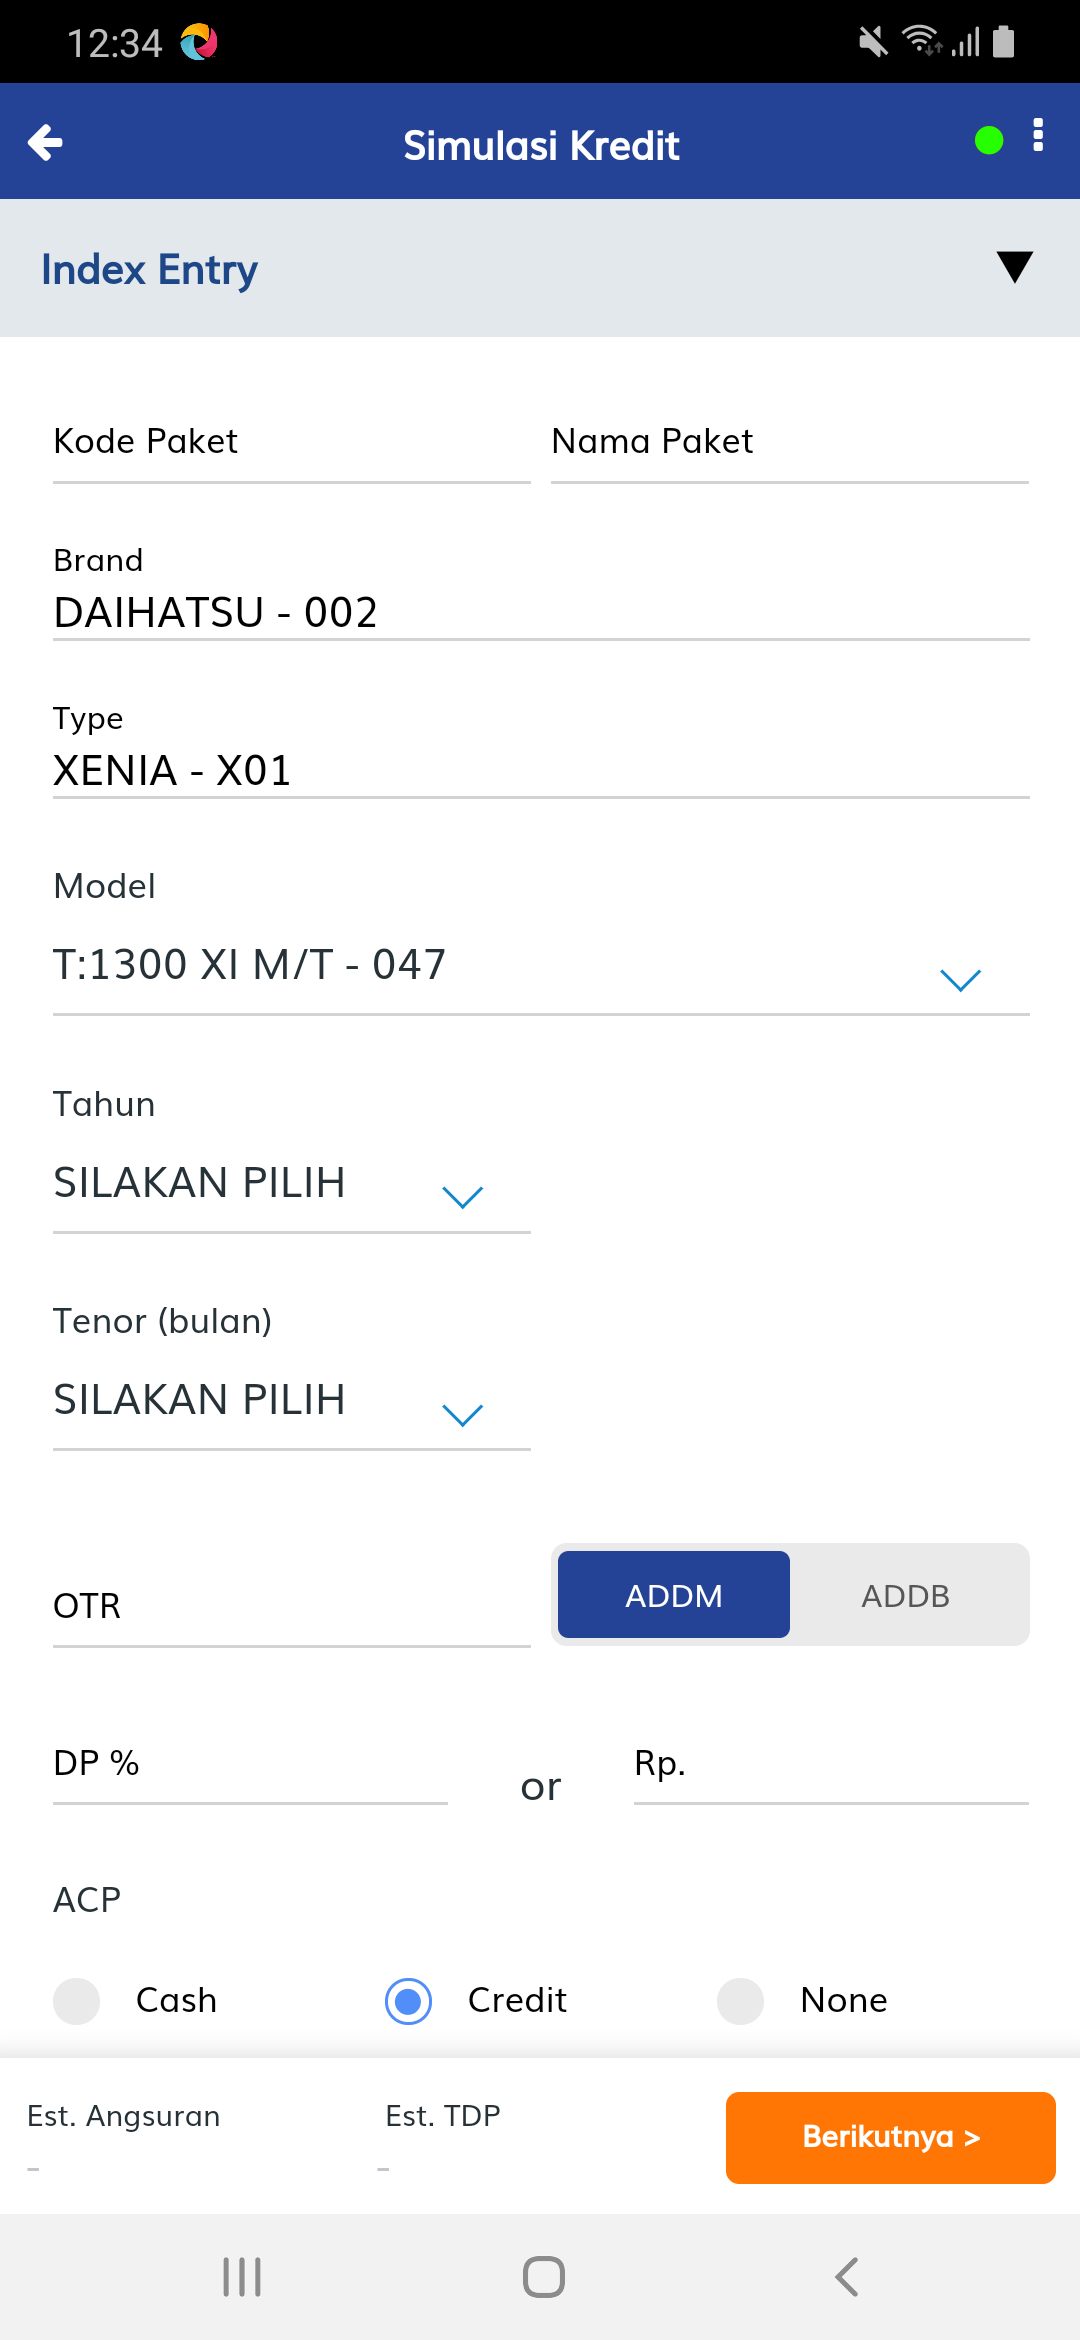 12:34
Simulasi Kredit
Index Entry
Kode Paket Nama Paket
Brand
DAIHATSU - 002
Type
XENIA - X01
Model
T:1300 XI M/T - 047
Tahun
SILAKAN PILIH
Tenor (bulan)
SILAKAN PILIH
OTR ADDM ADDB
DP % or Rp.
ACP
Cash Credit None
Est. Angsuran Est. TDP
- -
Berikutnya >